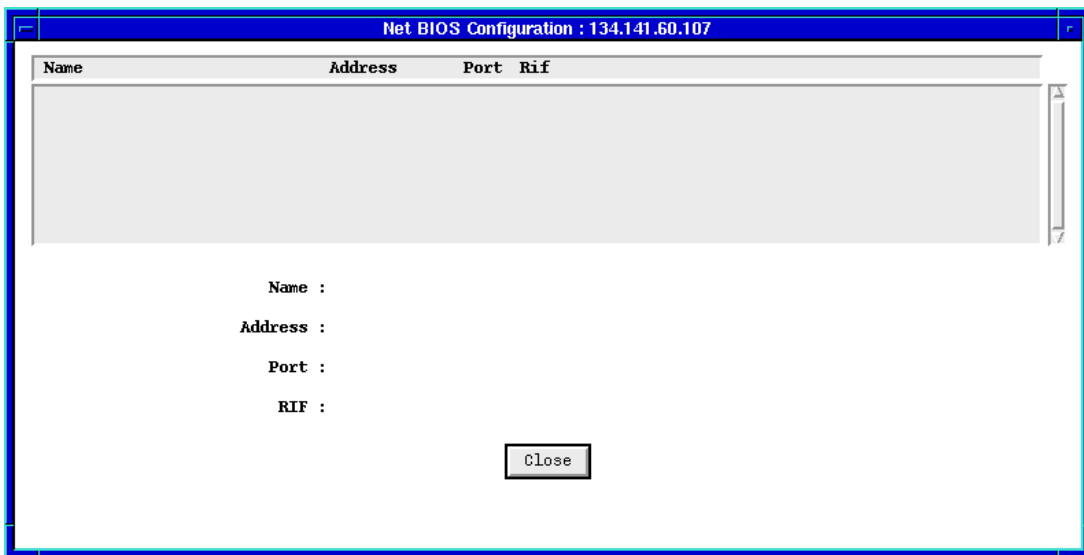 Net BIOS Configuration : 134.141.60.107
Name Address Port Rif
Name :
Address :
Port :
RIF :
Close